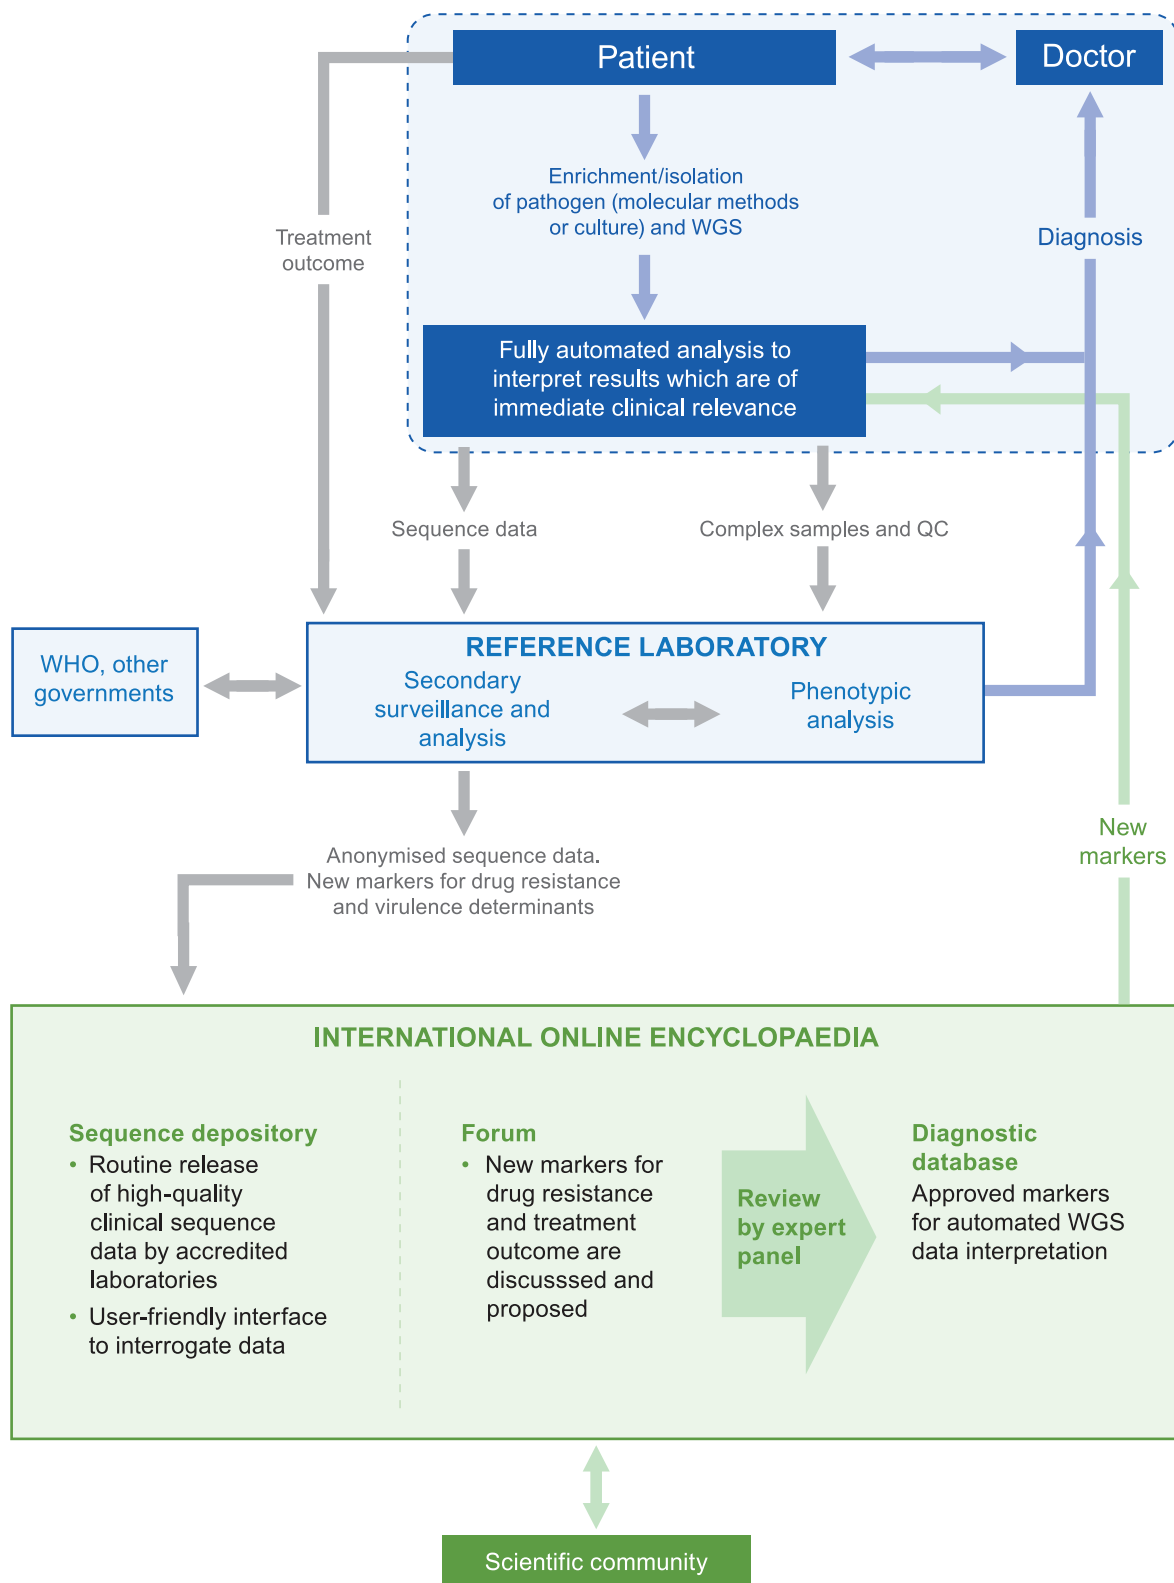 Patient
Doctor
Enrichment/isolation
of pathogen (molecular methods
or culture) and WGS
Treatment
outcome
Diagnosis
Fully automated analysis to
interpret results which are of
immediate clinical relevance
Sequence data
Complex samples and QC
WHO, other
governments
REFERENCE LABORATORY
Secondary
surveillance and
analysis
Phenotypic
analysis
New
markers
Anonymised sequence data.
New markers for drug resistance
and virulence determinants
INTERNATIONAL ONLINE ENCYCLOPAEDIA
Sequence depository
• Routine release
of high-quality
clinical sequence
data by accredited
laboratories
• User-friendly interface
to interrogate data
Forum
• New markers for
drug resistance
and treatment
outcome are
discusssed and
proposed
Review
by expert
panel
Diagnostic
database
Approved markers
for automated WGS
data interpretation
Scientific community